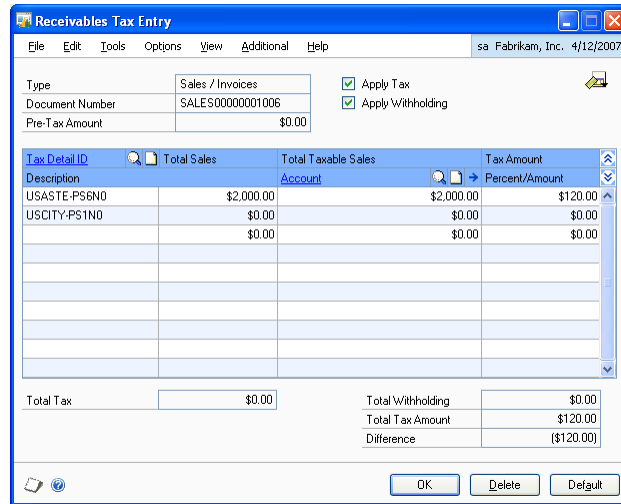 Receivables Tax Entry
File Edit Tools Options View Additional Help sa Fabrikam, Inc. 4/12/2007
Type Sales / Invoices Apply Tax
Document Number SALES00000001006 Apply Withholding
Pre-Tax Amount $0.00
Tax Detail ID Total Sales Total Taxable Sales Tax Amount
Description Account Percent/Amount
USASTE-PS6N0 $2,000.00 $2,000.00 $120.00
USCITY-PS1N0 $0.00 $0.00 $0.00
$0.00 $0.00 $0.00
Total Tax $0.00 Total Withholding $0.00
Total Tax Amount $120.00
Difference ($120.00)
OK Delete Default